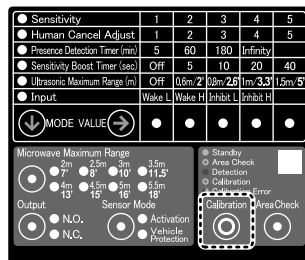 Sensitivity 1 2 3 4 5
Human Cancel Adjust 1 2 3 4 5
Presence Detection Timer (min) 5 60 180 Infinity
Sensitivity Boost Timer (sec) Off 5 10 20 40
Ultrasonic Maximum Range (m) Off 0,6m/2' 0,8m/2.6' 1m/3.3' 1,5m/5'
Input Wake L Wake H Inhibit L Inhibit H
MODE VALUE
Microwave Maximum Range
2m 2.5m 3m 3.5m
7' 8' 10' 11.5'
4m 4.5m 5m 5.5m
13' 15' 16' 18'
Output Sensor Mode
N.O. Activation
N.C. Vehicle
Protection
Standby
Area Check
Detection
Calibration
Error
Calibration Area Check